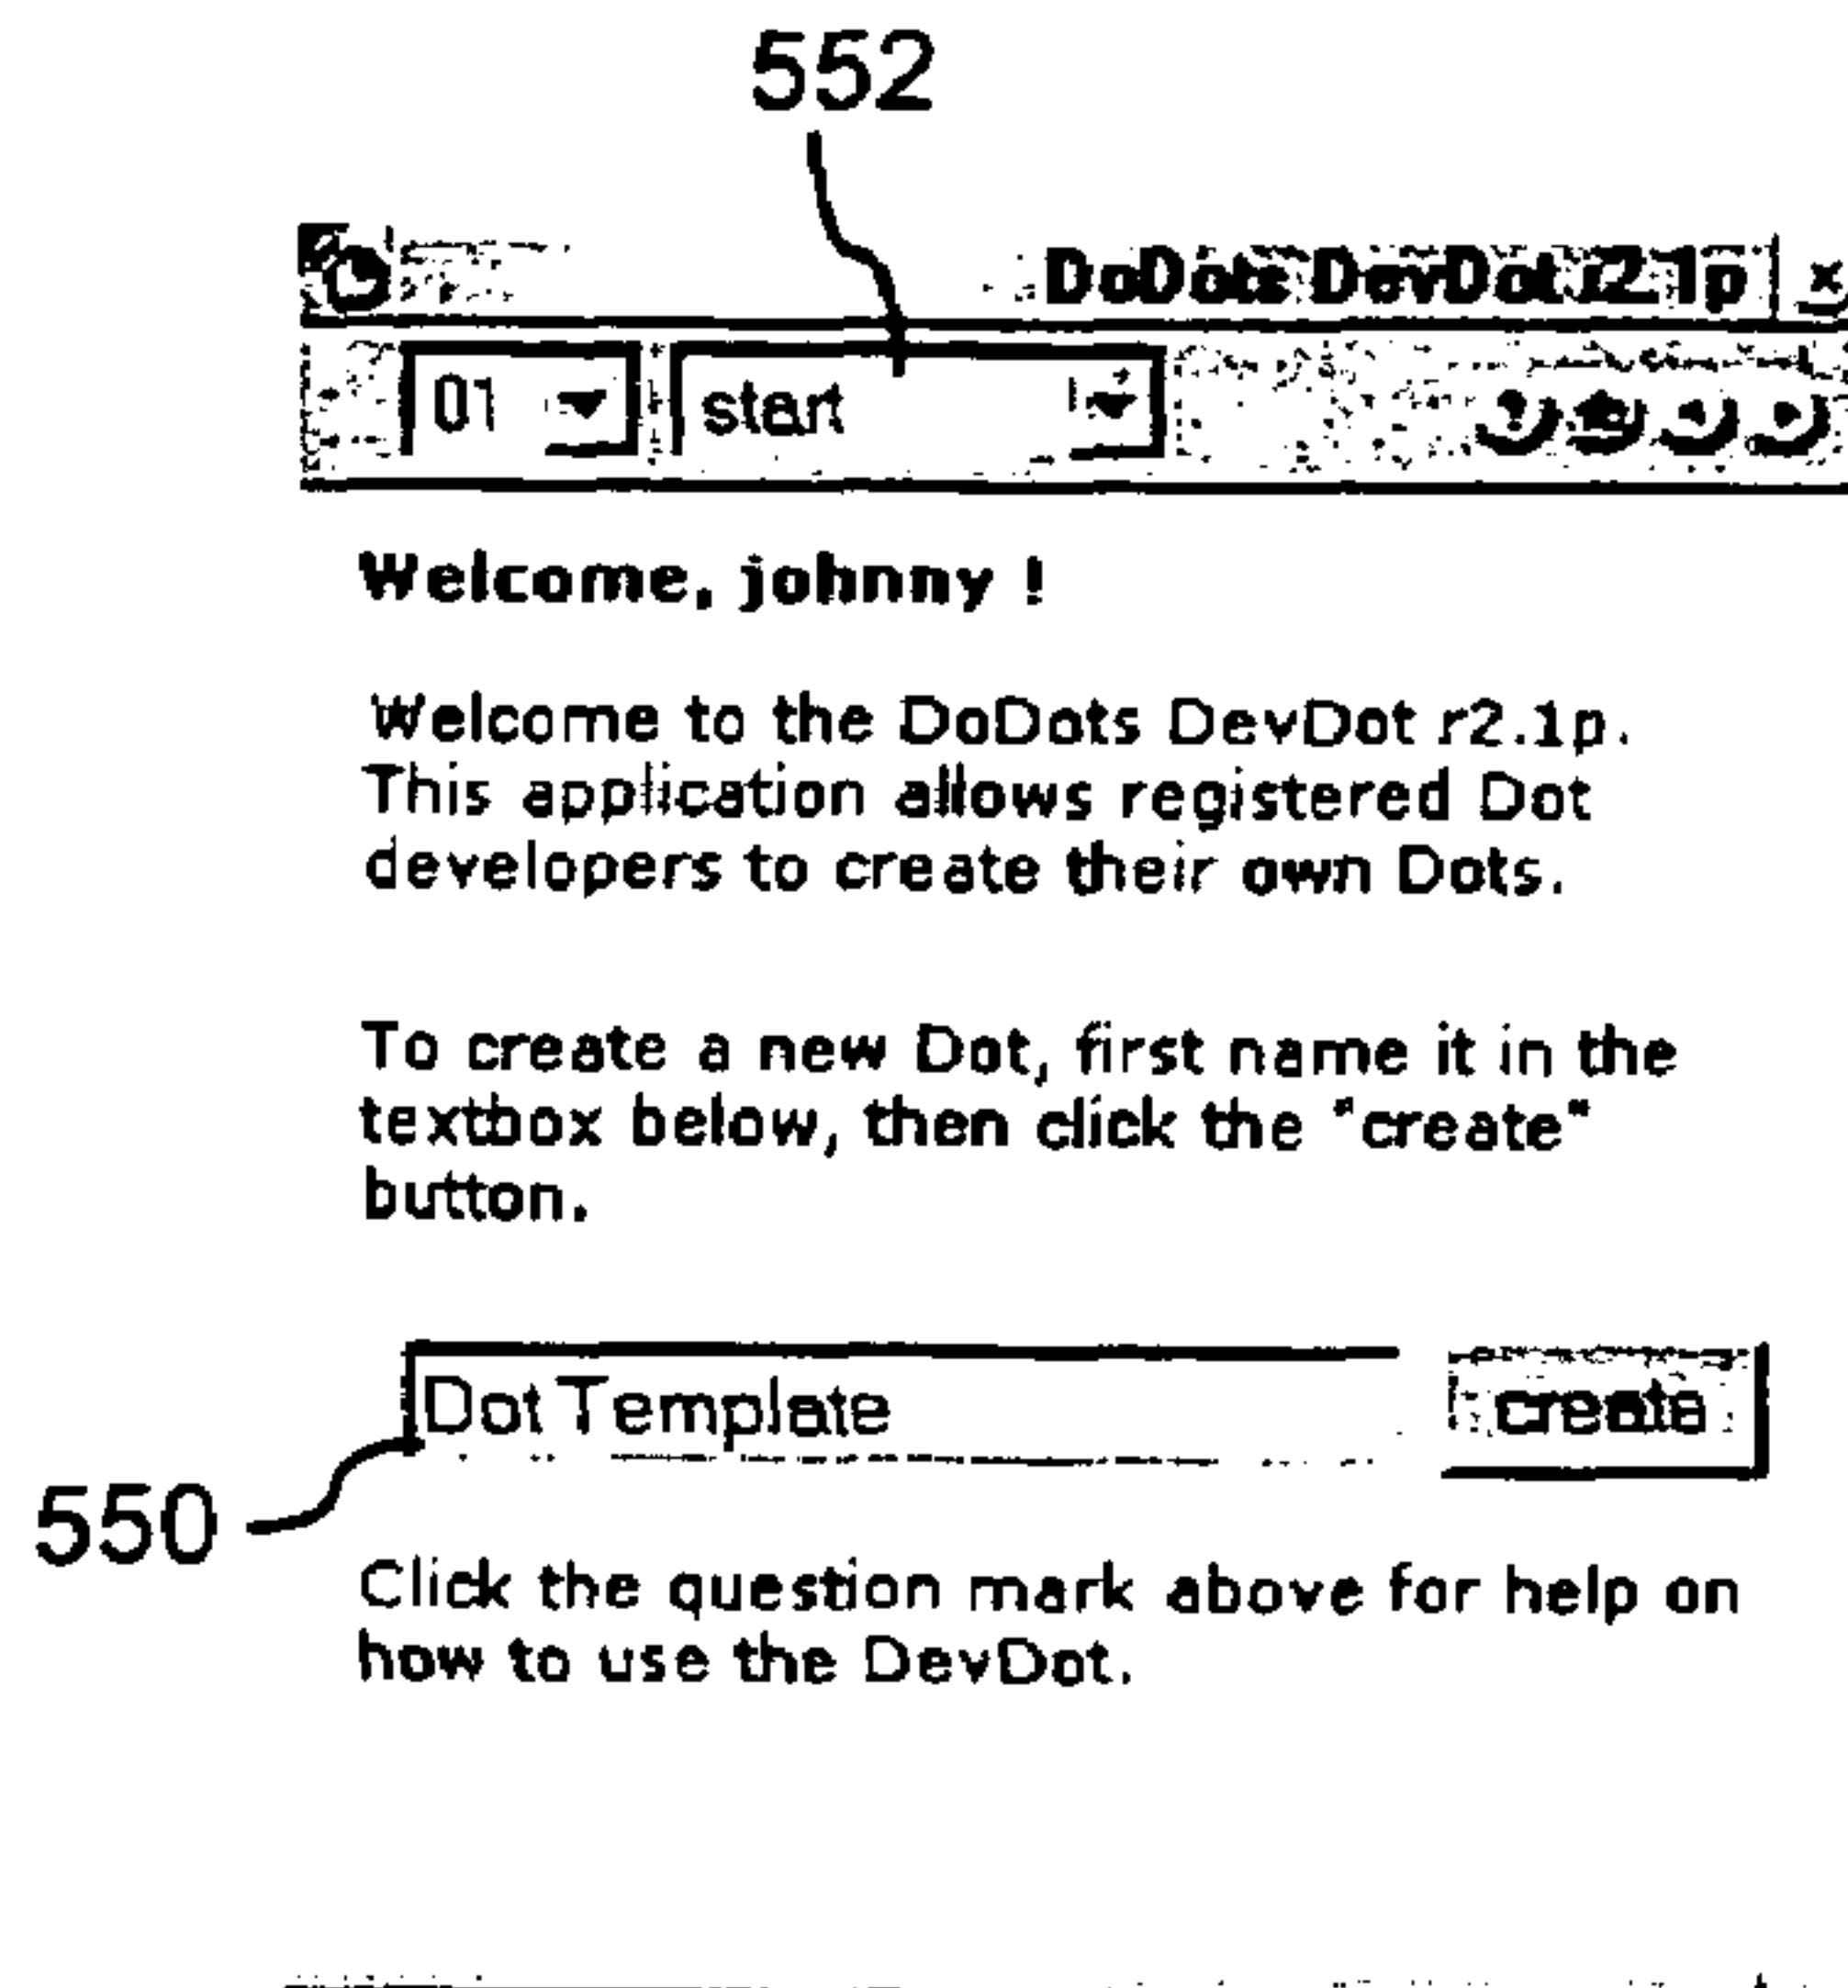 552
DoDots DevDot r2.1p
01 start
Welcome, johnny !
Welcome to the DoDots DevDot r2.1p.
This application allows registered Dot
developers to create their own Dots.
To create a new Dot, first name it in the
textbox below, then click the "create"
button.
Dot Template create
550
Click the question mark above for help on
how to use the DevDot.